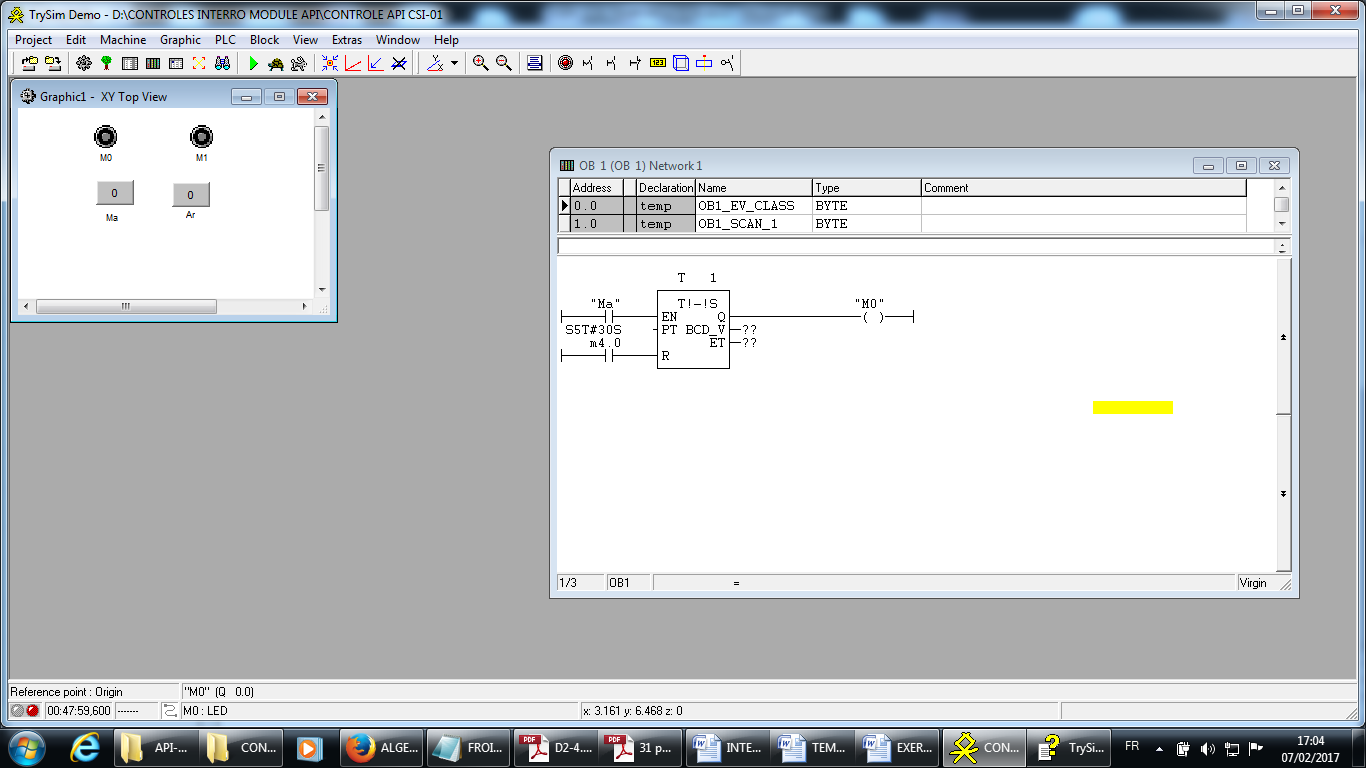 TrySim Demo - D:\CONTROLES INTERRO MODULE API\CONTROLE API CSI-01
Project Edit Machine Graphic PLC Block View Extras Window Help
123
Graphic1 - XY Top View
M0 M1
0 0
Ma Ar
OB 1 (OB 1) Network 1
Address Declaration Name Type Comment
0.0 temp OB1_EV_CLASS BYTE
1.0 temp OB1_SCAN_1 BYTE
T 1
"Ma" T!-!S "M0"
EN Q ( )
S5T#30S PT BCD_V ??
m4.0 ET ??
R
1/3 OB1 = Virgin
Reference point : Origin "M0" (Q 0.0)
00:47:59,600 ------- M0 : LED x: 3.161 y: 6.468 z: 0
API-... CON... ALGE... FROI... D2-4.... 31 p... INTE... TEM... EXER... CON... TrySi... FR 17:04
07/02/2017